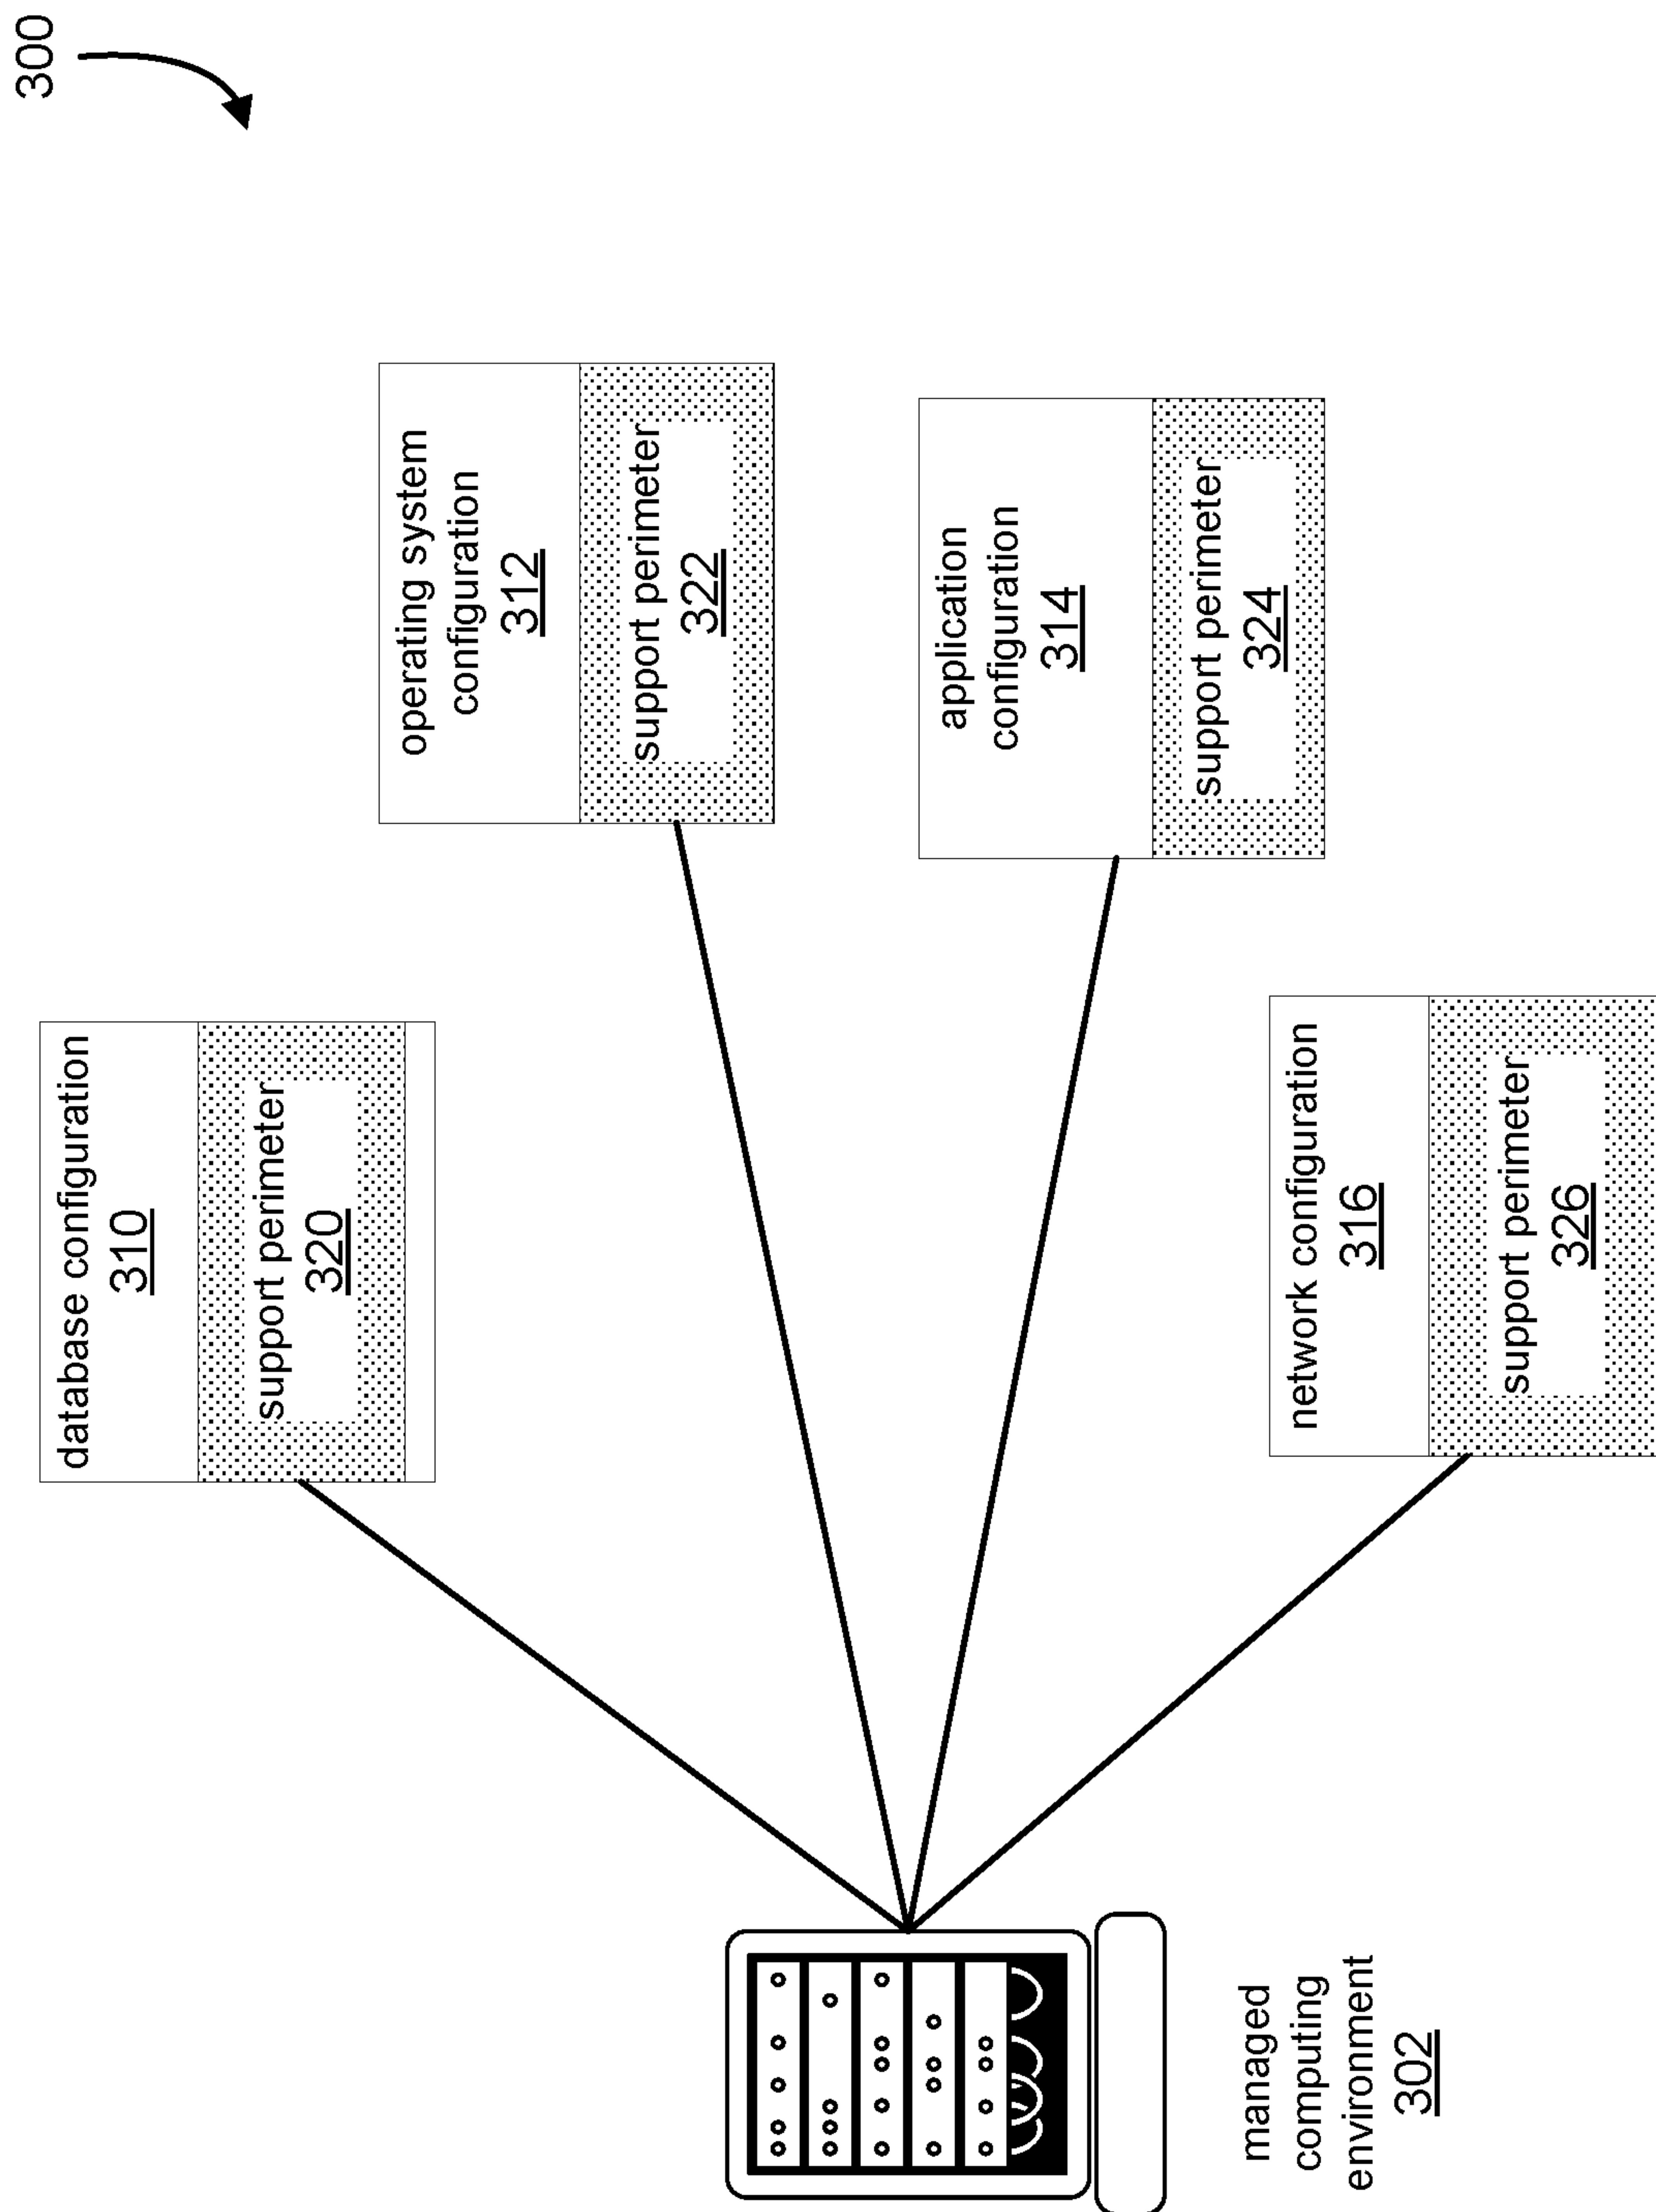 300
database configuration
310
support perimeter
320
operating system
configuration
312
support perimeter
322
application
configuration
314
support perimeter
324
network configuration
316
support perimeter
326
managed
computing
environment
302